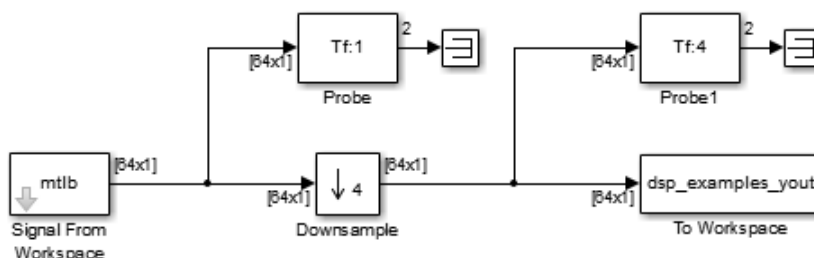 Tf:1
2
[64x1]
Probe
Tf:4
2
[64x1]
Probe1
mtlb
[64x1]
Signal From
Workspace
[64x1]
4
[64x1]
Downsample
[64x1]
dsp_examples_yout
To Workspace